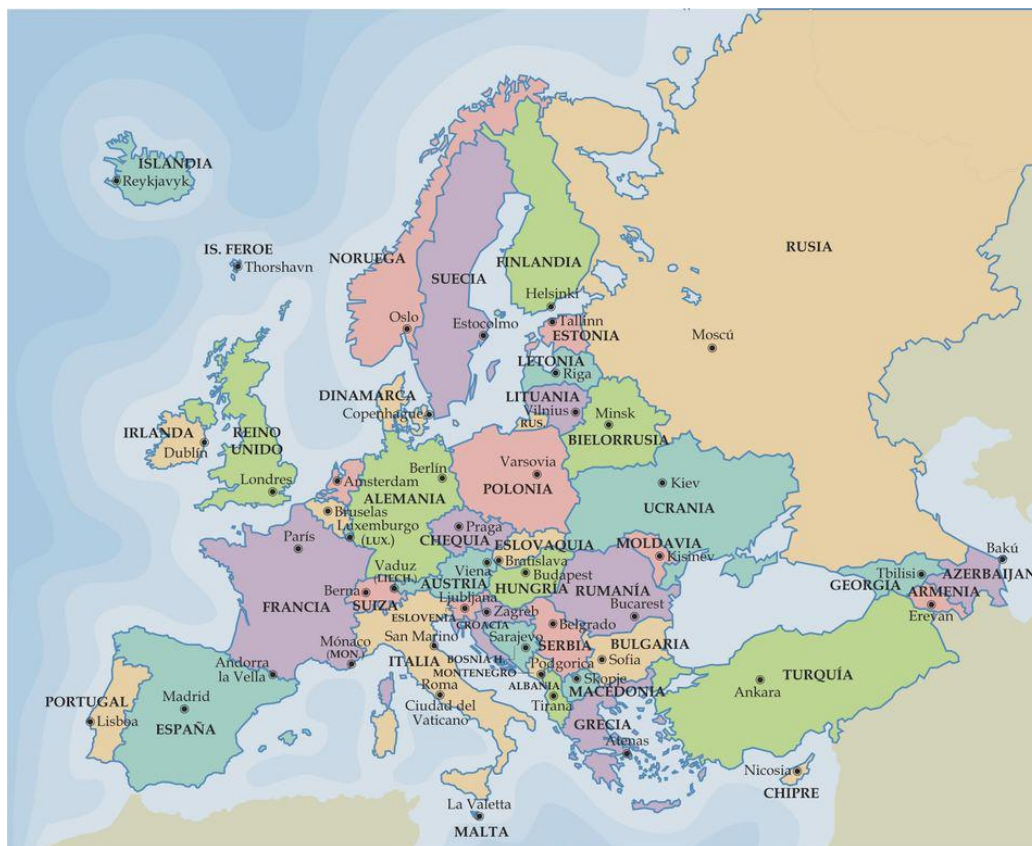 ISLANDIA
Reykjavyk
IS. FEROE
Thorshavn
NORUEGA
SUECIA
FINLANDIA
RUSIA
Helsinki
Oslo
Estocolmo
Tallinn
ESTONIA
Moscú
LETONIA
Riga
DINAMARCA
Copenhague
LITUANIA
Vilnius
RUS.
Minsk
BIELORRUSIA
IRLANDA
Dublín
REINO
UNIDO
Londres
Amsterdam
Berlín
ALEMANIA
Varsovia
POLONIA
Kiev
UCRANIA
Bruselas
Luxemburgo
(LUX.)
Praga
CHEQUIA
ESLOVAQUIA
Bratislava
MOLDAVIA
Kisinev
París
FRANCIA
Vaduz
(LIECH.)
Viena
AUSTRIA
Budapest
HUNGRÍA
RUMANÍA
Bucarest
Berna
SUIZA
Ljubljana
ESLOVENIA
Zagreb
CROACIA
Belgrado
SERBIA
Bakú
Tbilisi
GEORGIA
AZERBAIJAN
ARMENIA
Erevan
Mónaco
(MON.)
San Marino
ITALIA
Roma
Ciudad del
Vaticano
Sarajevo
BOSNIA H.
MONTENEGRO
Podgorica
BULGARIA
Sofía
Skopje
MACEDONIA
ALBANIA
Tirana
Andorra
la Vella
PORTUGAL
Lisboa
Madrid
ESPAÑA
GRECIA
Atenas
TURQUÍA
Ankara
Nicosia
CHIPRE
La Valetta
MALTA